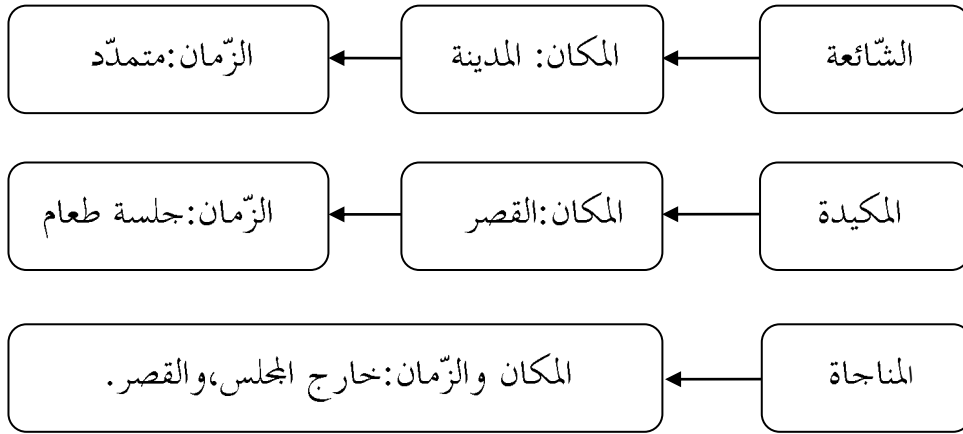 الشّائعة
المكان: المدينة
الزّمان:متمدّد
المكيدة
المكان:القصر
الزّمان:جلسة طعام
المناجاة
المكان والزّمان:خارج المجلس،والقصر.